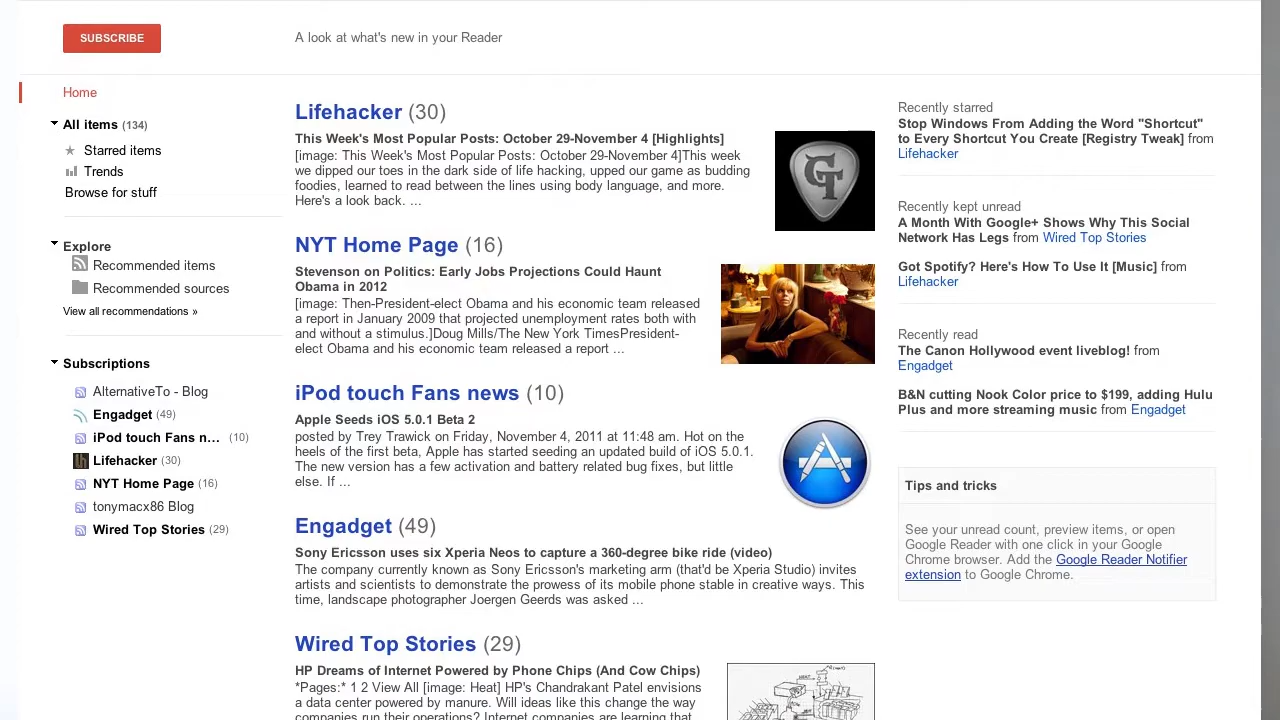 SUBSCRIBE
A look at what's new in your Reader
Home
All items (134)
Starred items
Trends
Browse for stuff
Explore
Recommended items
Recommended sources
View all recommendations »
Subscriptions
AlternativeTo - Blog
Engadget (49)
iPod touch Fans n... (10)
Lifehacker (30)
NYT Home Page (16)
tonymacx86 Blog
Wired Top Stories (29)
Lifehacker (30)
This Week's Most Popular Posts: October 29-November 4 [Highlights]
[image: This Week's Most Popular Posts: October 29-November 4]This week
we dipped our toes in the dark side of life hacking, upped our game as budding
foodies, learned to read between the lines using body language, and more.
Here's a look back. ...
GT
NYT Home Page (16)
Stevenson on Politics: Early Jobs Projections Could Haunt
Obama in 2012
[image: Then-President-elect Obama and his economic team released
a report in January 2009 that projected unemployment rates both with
and without a stimulus.]Doug Mills/The New York TimesPresident-
elect Obama and his economic team released a report ...
iPod touch Fans news (10)
Apple Seeds iOS 5.0.1 Beta 2
posted by Trey Trawick on Friday, November 4, 2011 at 11:48 am. Hot on the
heels of the first beta, Apple has started seeding an updated build of iOS 5.0.1.
The new version has a few activation and battery related bug fixes, but little
else. If ...
Engadget (49)
Sony Ericsson uses six Xperia Neos to capture a 360-degree bike ride (video)
The company currently known as Sony Ericsson's marketing arm (that'd be Xperia Studio) invites
artists and scientists to demonstrate the prowess of its mobile phone stable in creative ways. This
time, landscape photographer Joergen Geerds was asked ...
Wired Top Stories (29)
HP Dreams of Internet Powered by Phone Chips (And Cow Chips)
*Pages:* 1 2 View All [image: Heat] HP's Chandrakant Patel envisions
a data center powered by manure. Will ideas like this change the way
companies run their operations? Internet companies are learning that
Recently starred
Stop Windows From Adding the Word "Shortcut"
to Every Shortcut You Create [Registry Tweak] from
Lifehacker
Recently kept unread
A Month With Google+ Shows Why This Social
Network Has Legs from Wired Top Stories
Got Spotify? Here's How To Use It [Music] from
Lifehacker
Recently read
The Canon Hollywood event liveblog! from
Engadget
B&N cutting Nook Color price to $199, adding Hulu
Plus and more streaming music from Engadget
Tips and tricks
See your unread count, preview items, or open
Google Reader with one click in your Google
Chrome browser. Add the Google Reader Notifier
extension to Google Chrome.